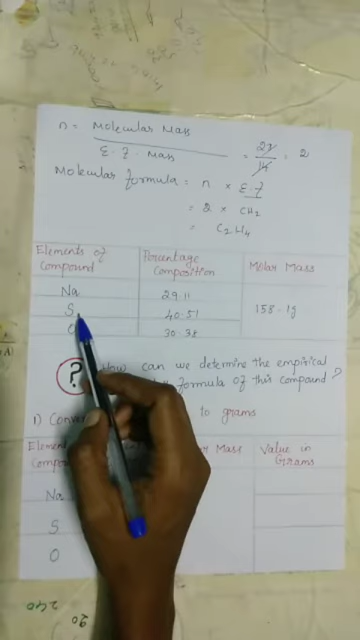 n = Molecular Mass
E.F. Mass
= 28
14
= 2
Molecular formula = n × E.F
= 2 × CH2
= C2H4
Elements of Compound Percentage Composition Molar Mass
Na 29.11 158.1g
S 40.51
O 30.38
? How can we determine the empirical
formula of this compound ?
1) to grams
Mass Value in Grams
Na
S
O